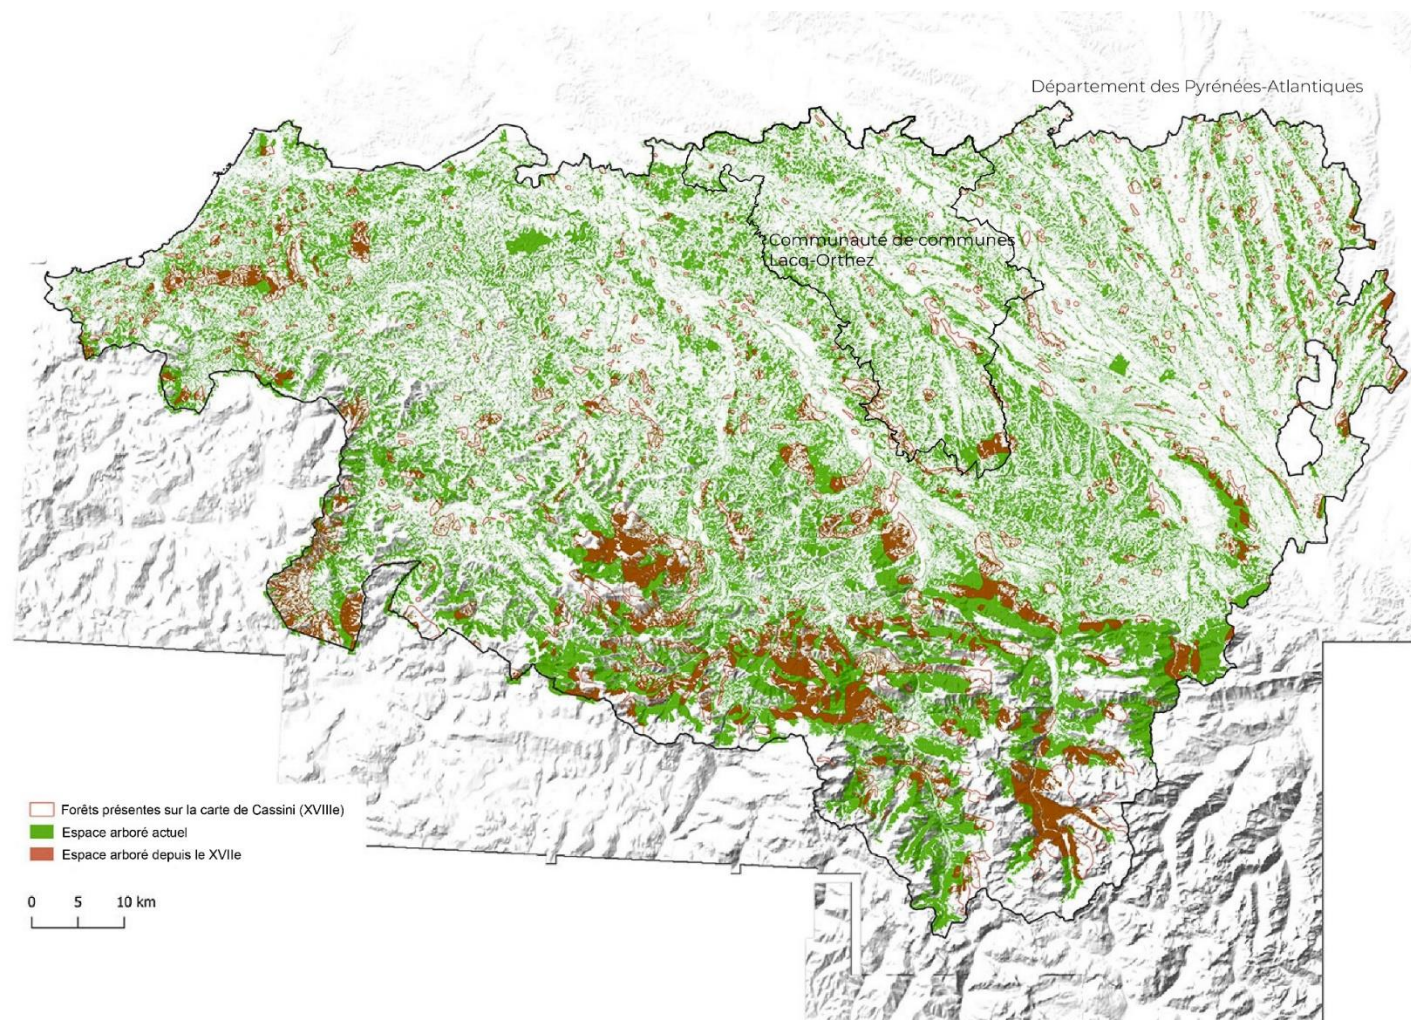 Département des Pyrénées-Atlantiques
Communauté de communes
Lacq-Orthez
Forêts présentes sur la carte de Cassini (XVIIIe)
Espace arboré actuel
Espace arboré depuis le XVIIe
0 5 10 km